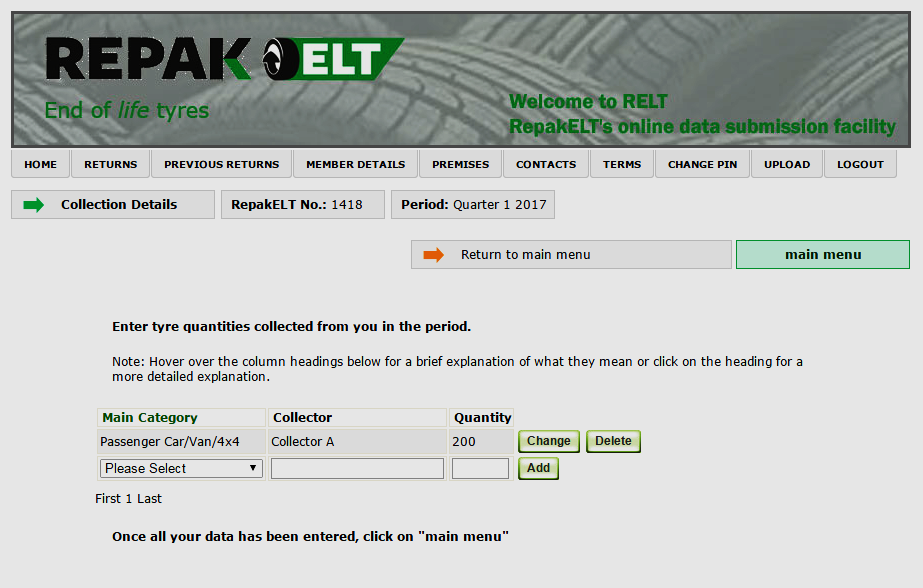 REPAK ELT
End of life tyres
Welcome to RELT
RepakELT's online data submission facility
HOME RETURNS PREVIOUS RETURNS MEMBER DETAILS PREMISES CONTACTS TERMS CHANGE PIN UPLOAD LOGOUT
Collection Details RepakELT No.: 1418 Period: Quarter 1 2017
Return to main menu main menu
Enter tyre quantities collected from you in the period.
Note: Hover over the column headings below for a brief explanation of what they mean or click on the heading for a
more detailed explanation.
Main Category Collector Quantity
Passenger Car/Van/4x4 Collector A 200 Change Delete
Please Select Add
First 1 Last
Once all your data has been entered, click on "main menu"